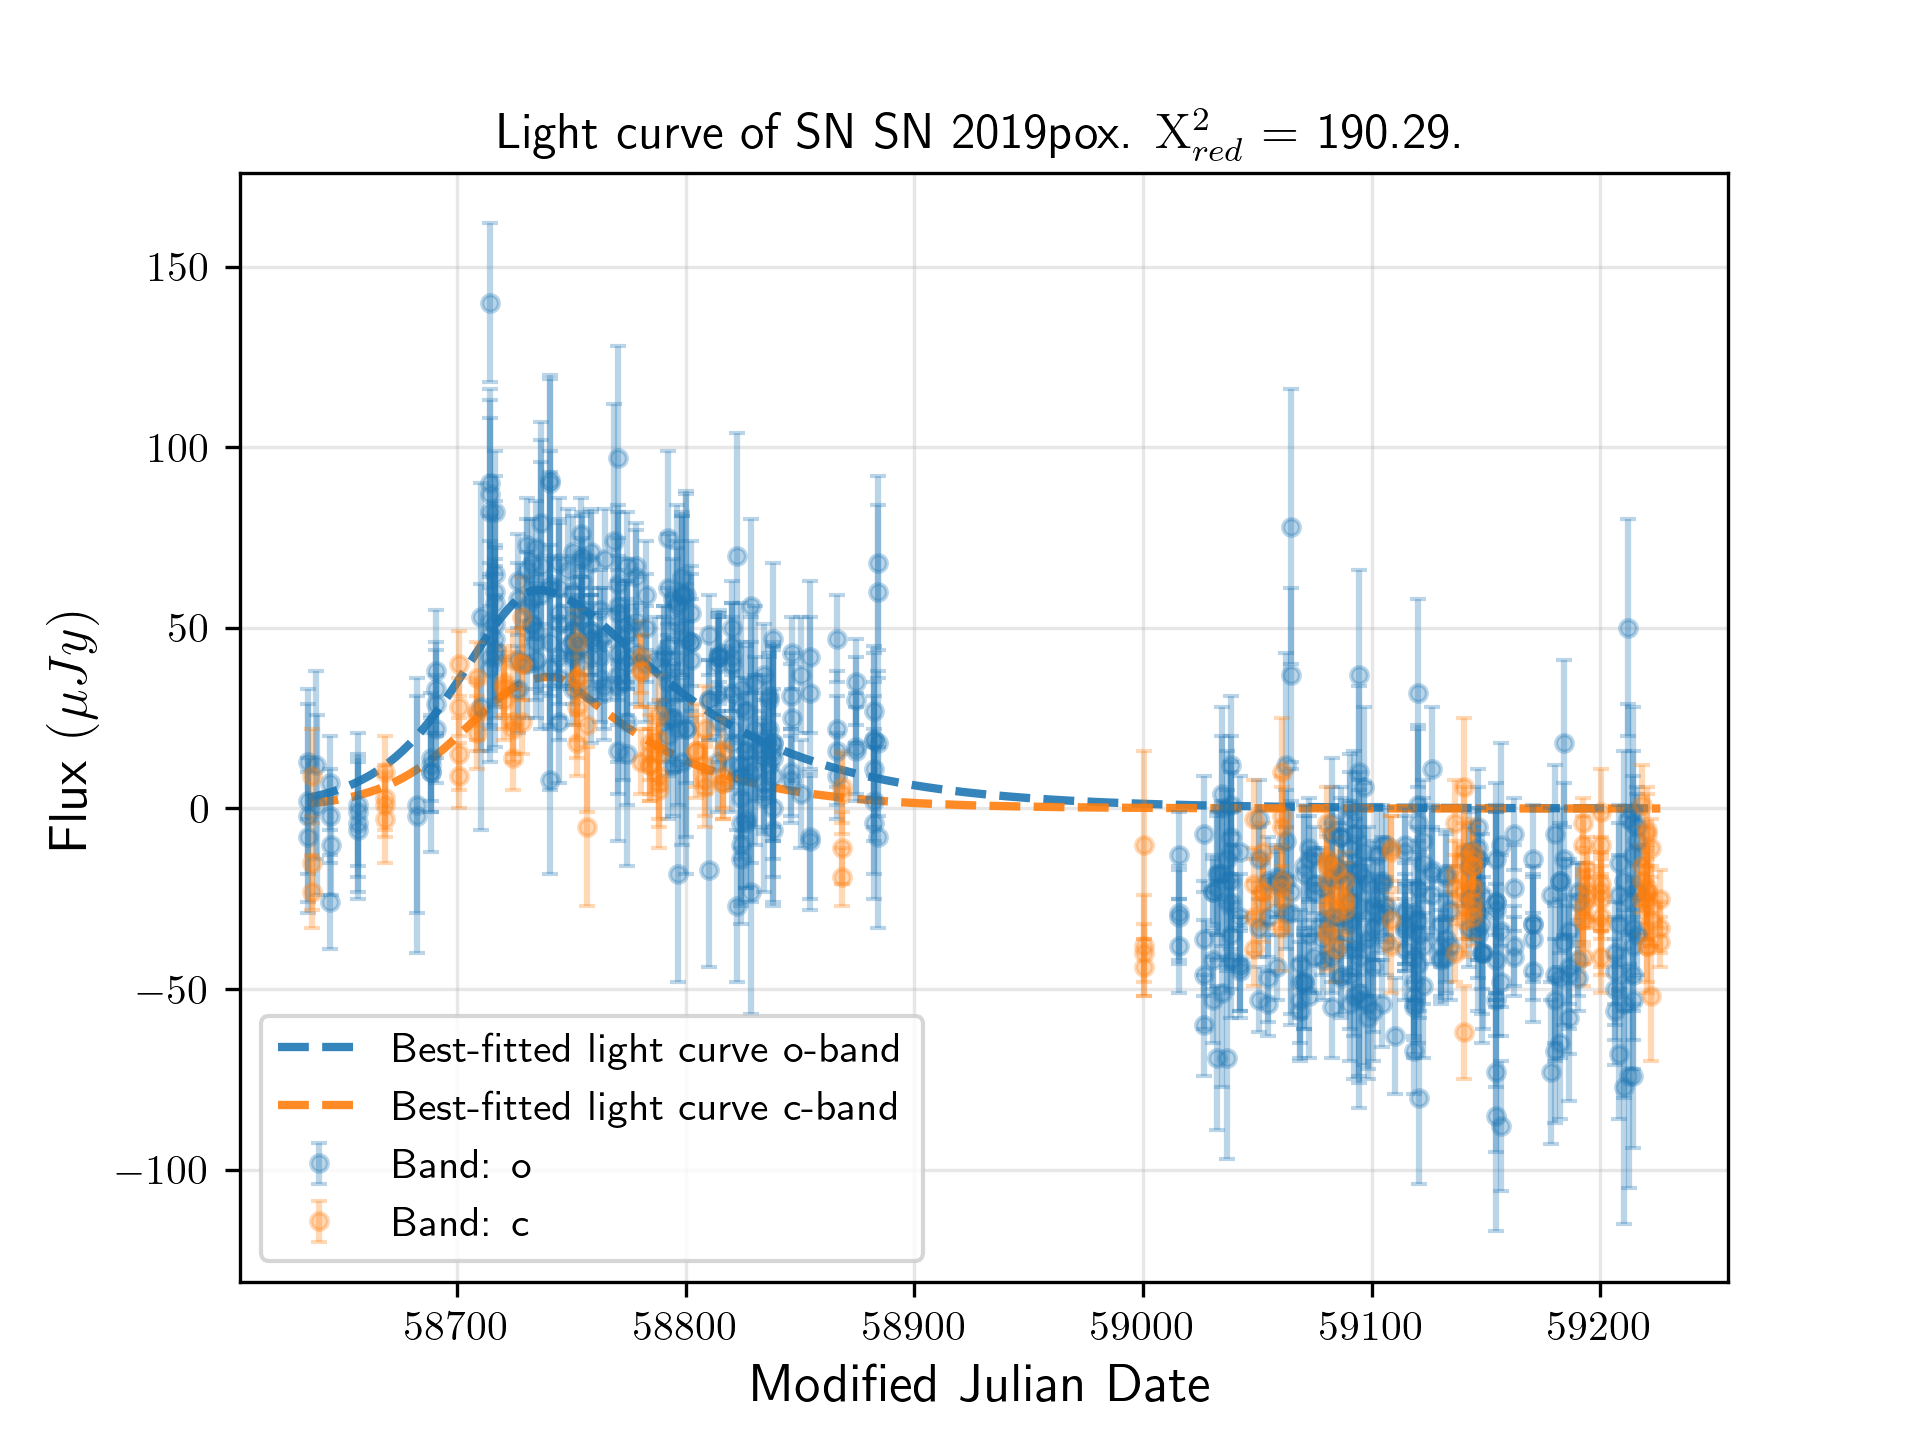 Light curve of SN SN 2019pox. X²_red = 190.29.
150
100
50
0
−50
−100
Flux (μJy)
58700 58800 58900 59000 59100 59200
Modified Julian Date
Best-fitted light curve o-band
Best-fitted light curve c-band
Band: o
Band: c